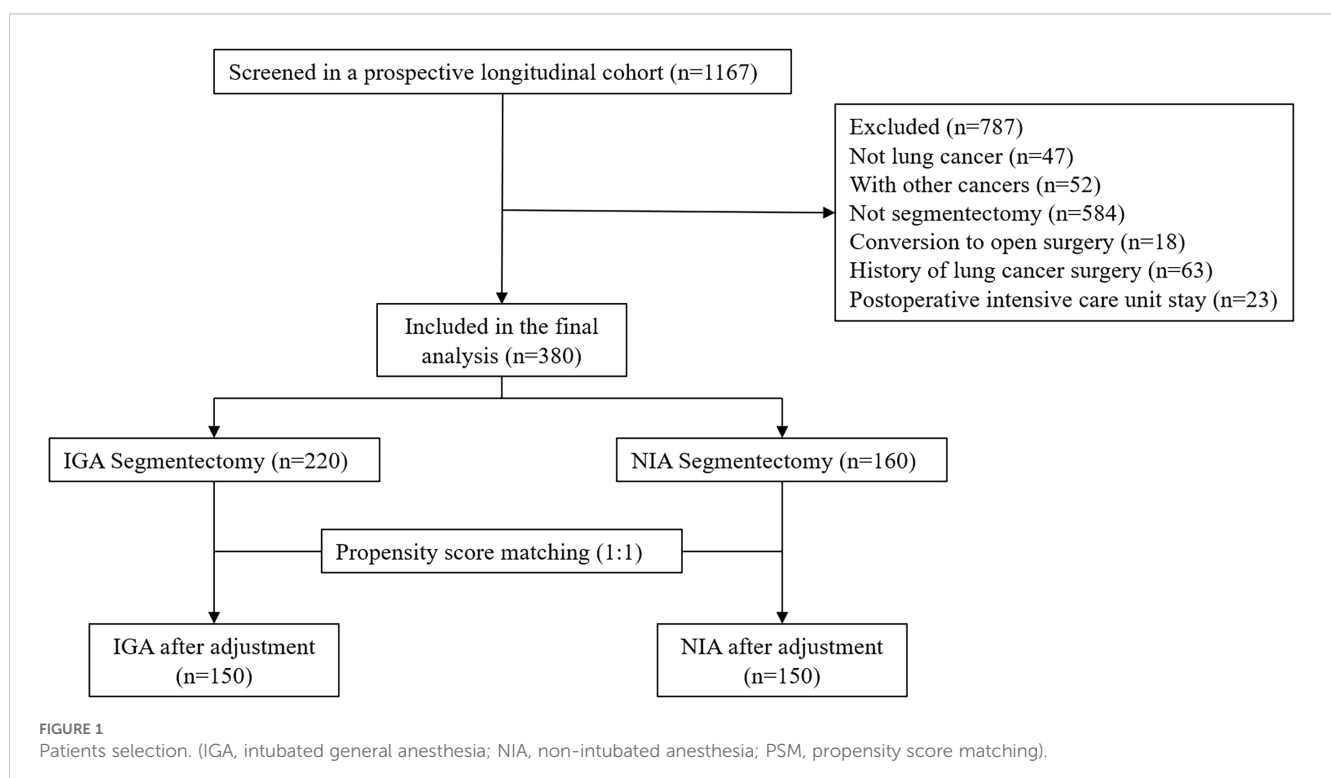 Screened in a prospective longitudinal cohort (n=1167)
Excluded (n=787)
Not lung cancer (n=47)
With other cancers (n=52)
Not segmentectomy (n=584)
Conversion to open surgery (n=18)
History of lung cancer surgery (n=63)
Postoperative intensive care unit stay (n=23)
Included in the final
analysis (n=380)
IGA Segmentectomy (n=220)
NIA Segmentectomy (n=160)
Propensity score matching (1:1)
IGA after adjustment
(n=150)
NIA after adjustment
(n=150)
FIGURE 1
Patients selection. (IGA, intubated general anesthesia; NIA, non-intubated anesthesia; PSM, propensity score matching).